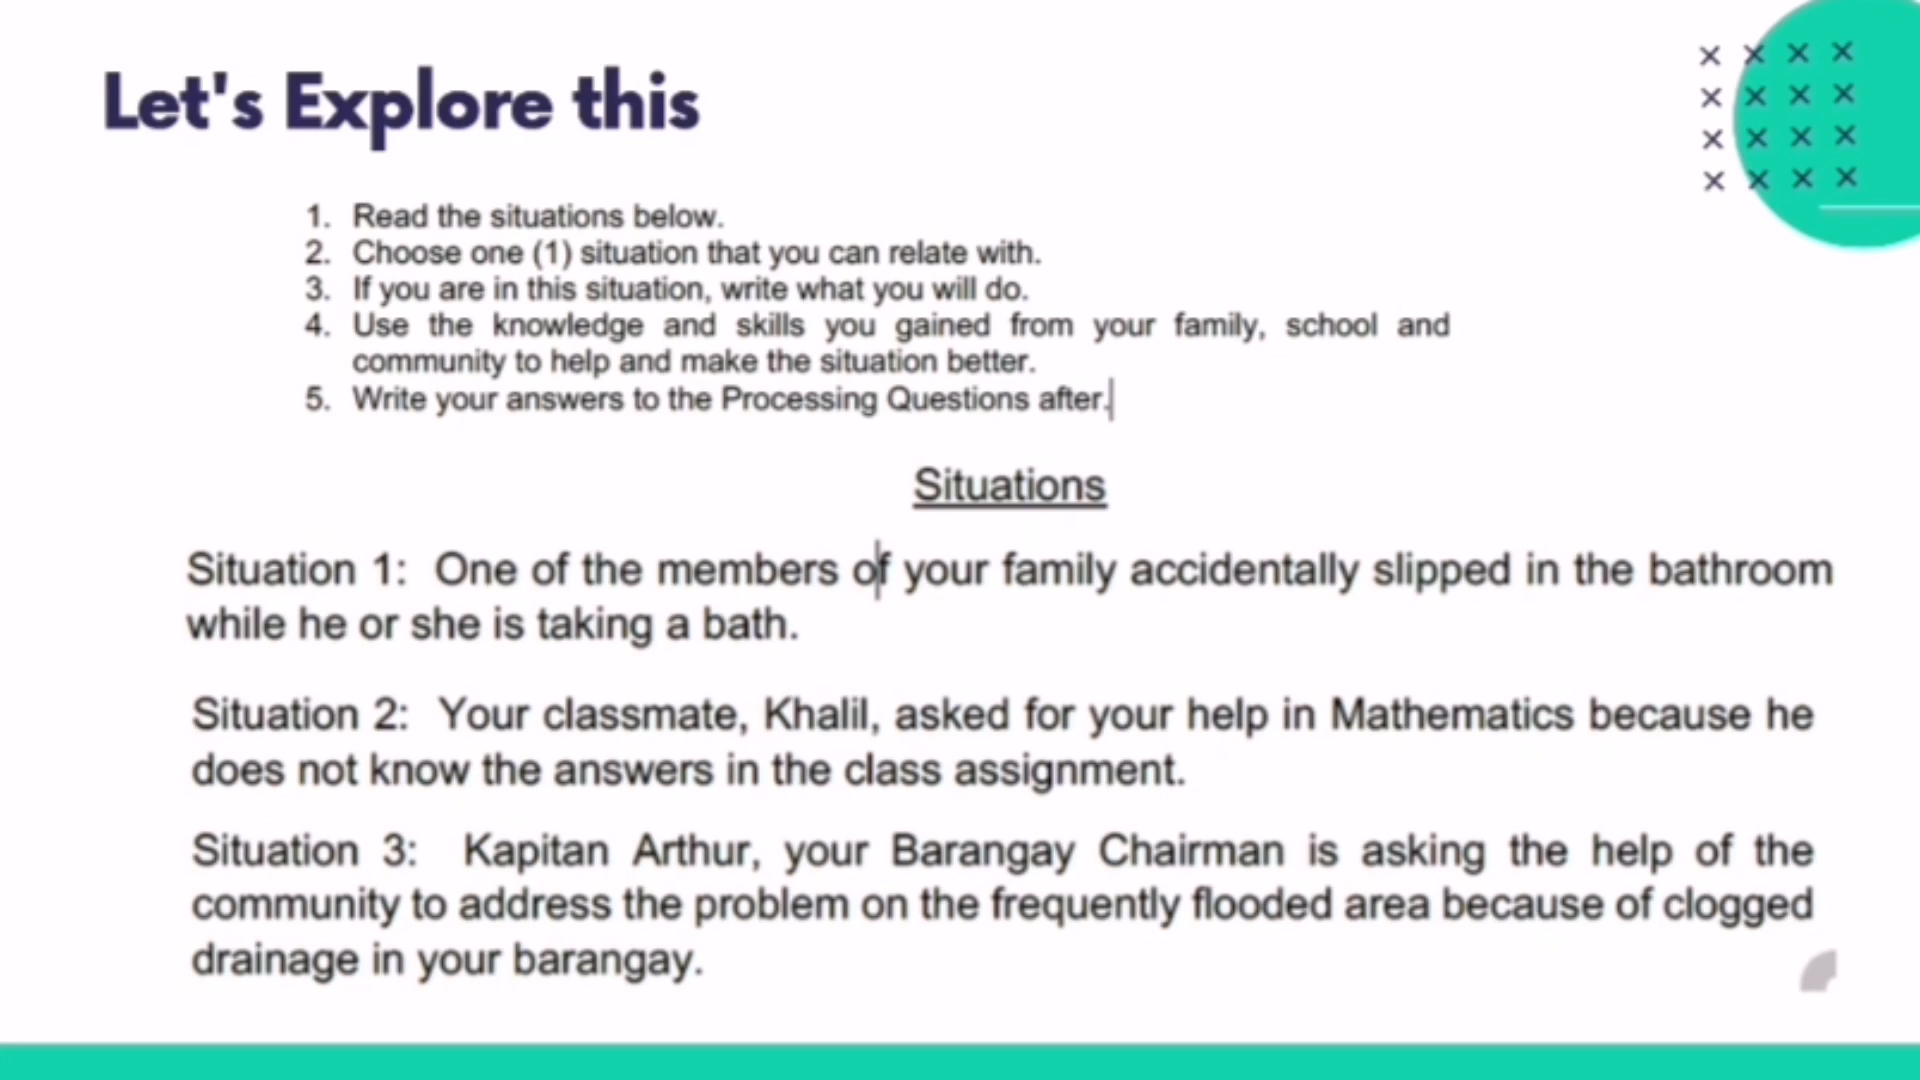 Let's Explore this
1. Read the situations below.
2. Choose one (1) situation that you can relate with.
3. If you are in this situation, write what you will do.
4. Use the knowledge and skills you gained from your family, school and
community to help and make the situation better.
5. Write your answers to the Processing Questions after.
Situations
Situation 1: One of the members of your family accidentally slipped in the bathroom
while he or she is taking a bath.
Situation 2: Your classmate, Khalil, asked for your help in Mathematics because he
does not know the answers in the class assignment.
Situation 3: Kapitan Arthur, your Barangay Chairman is asking the help of the
community to address the problem on the frequently flooded area because of clogged
drainage in your barangay.